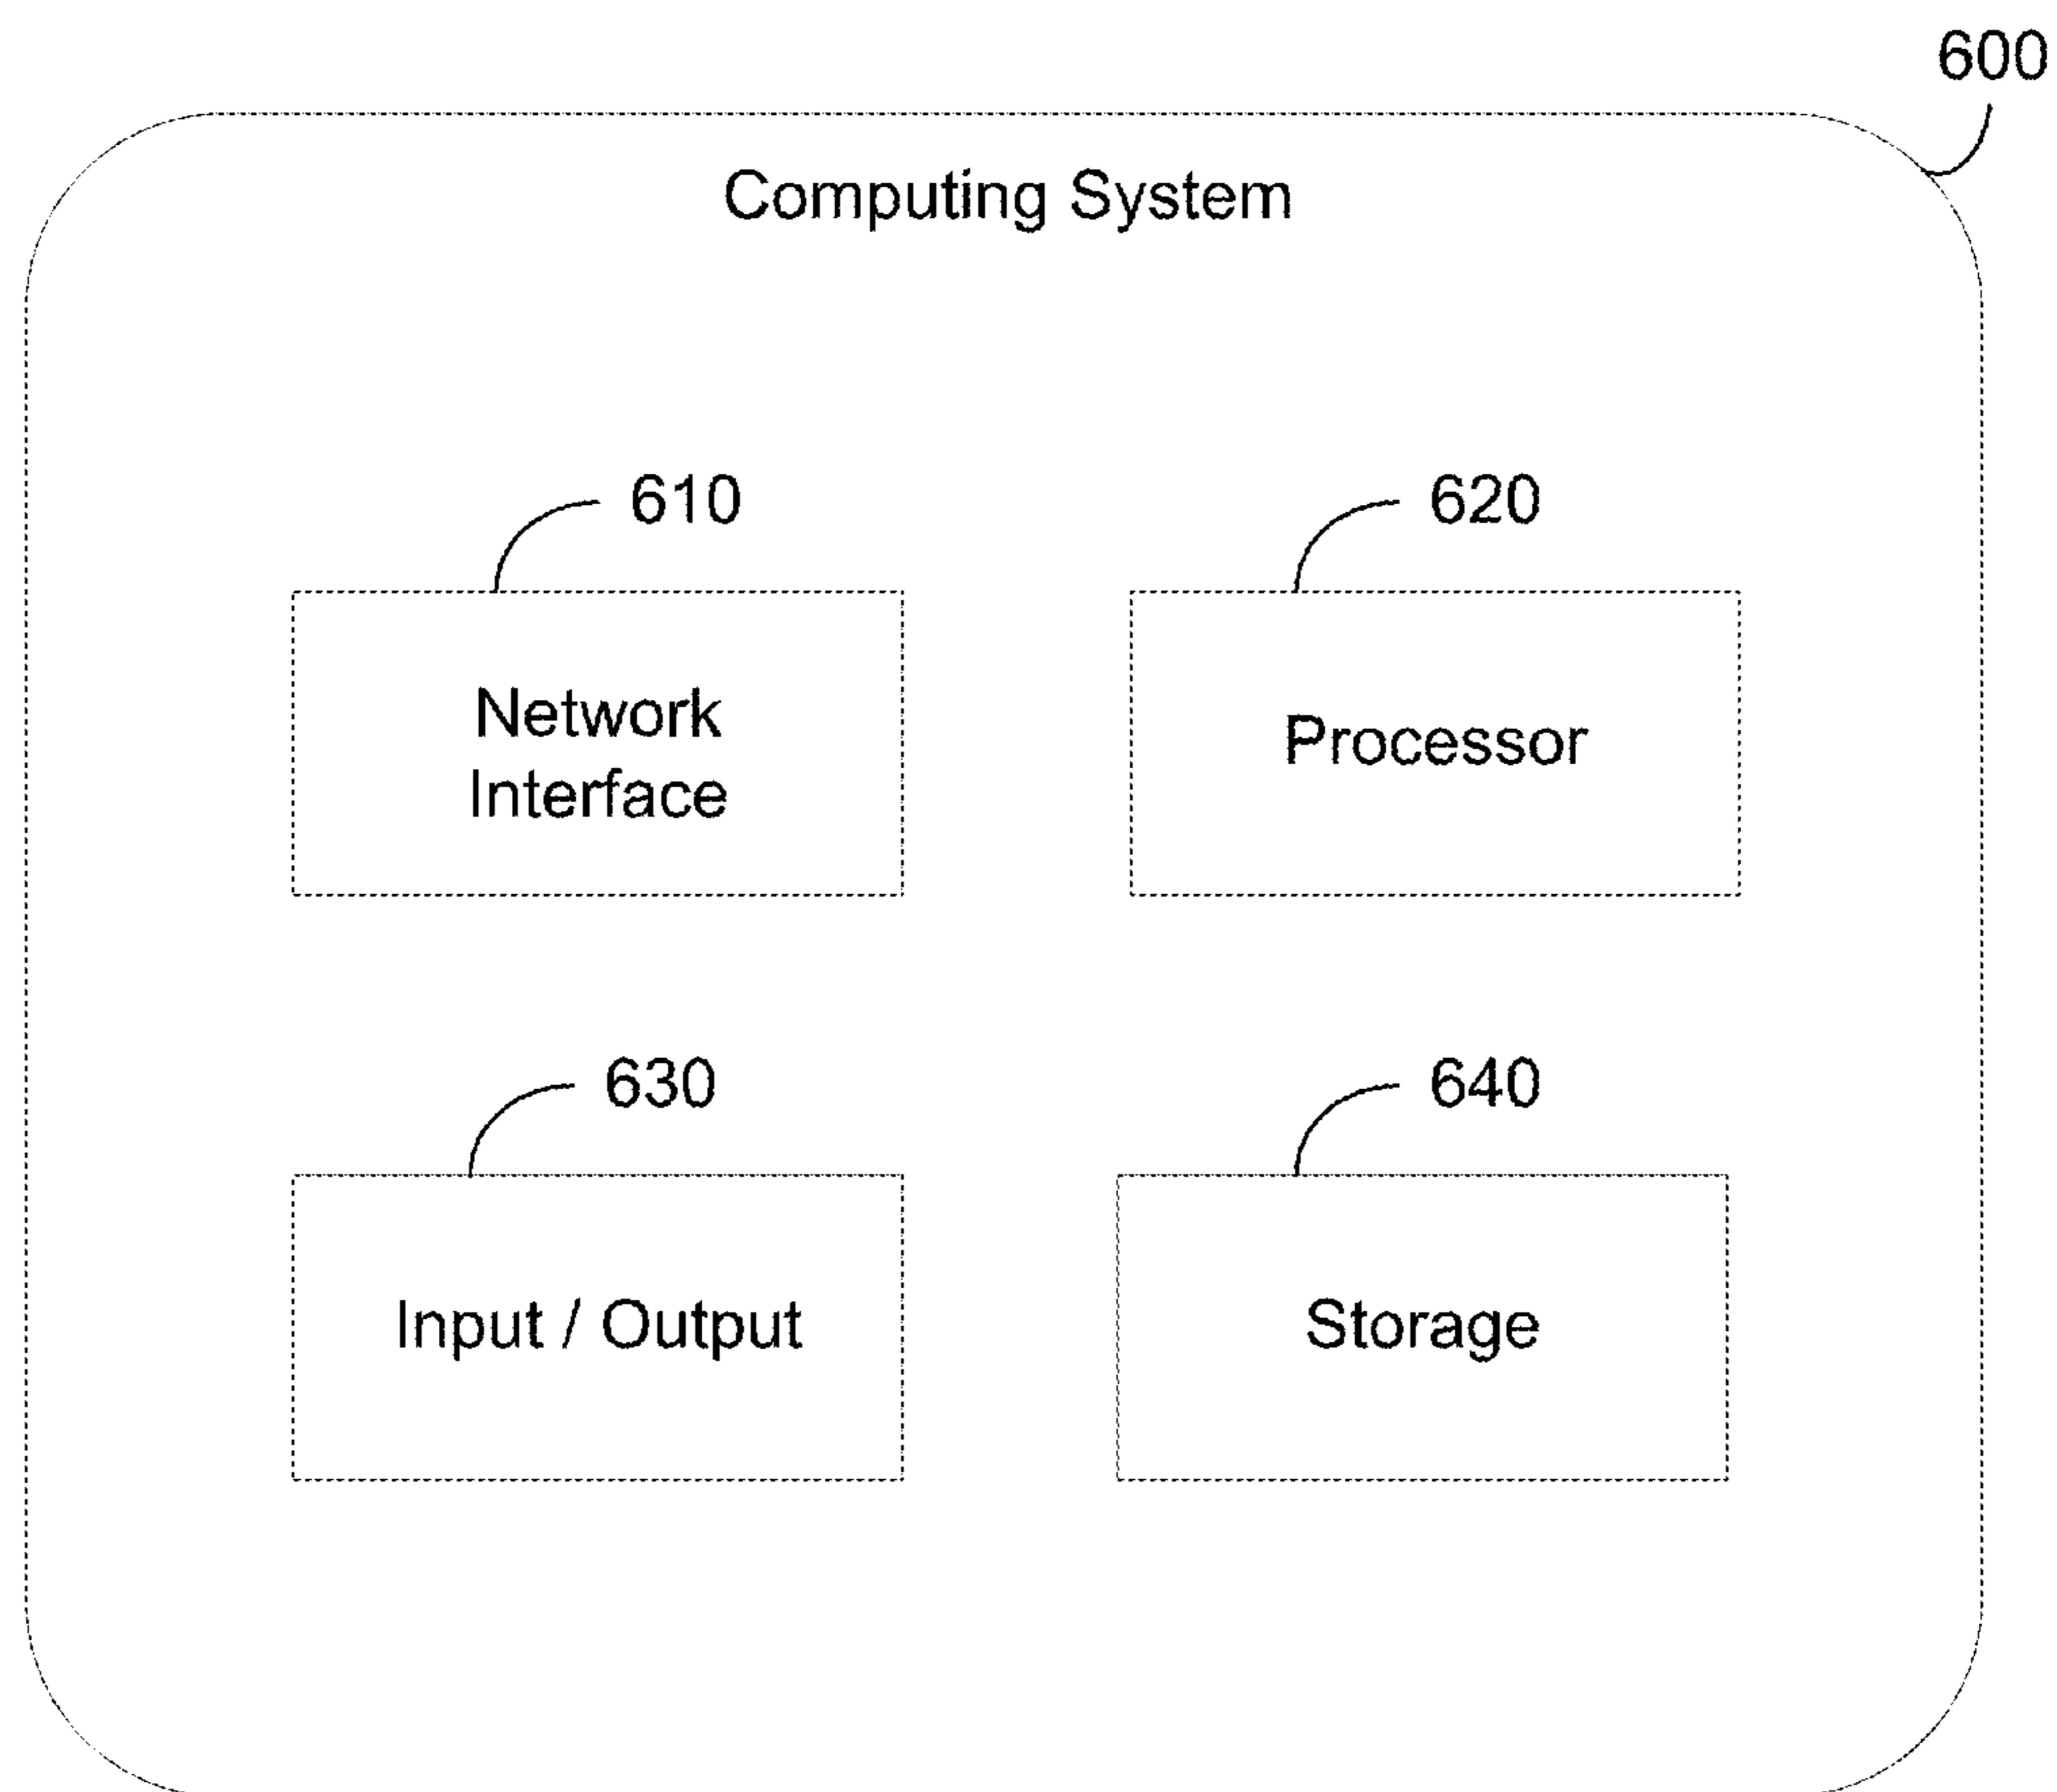 600
Computing System
610
620
Network
Interface
Processor
630
640
Input / Output
Storage